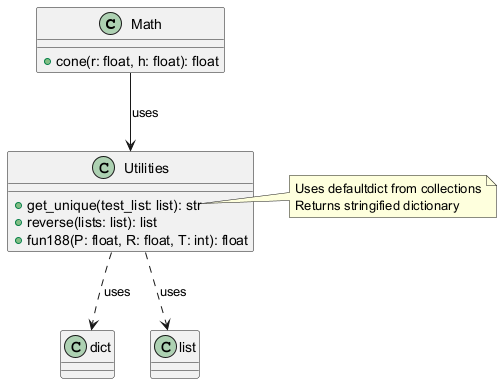 C Math
cone(r: float, h: float): float
uses
C Utilities
get_unique(test_list: list): str
reverse(lists: list): list
fun188(P: float, R: float, T: int): float
Uses defaultdict from collections
Returns stringified dictionary
uses
uses
C dict
C list